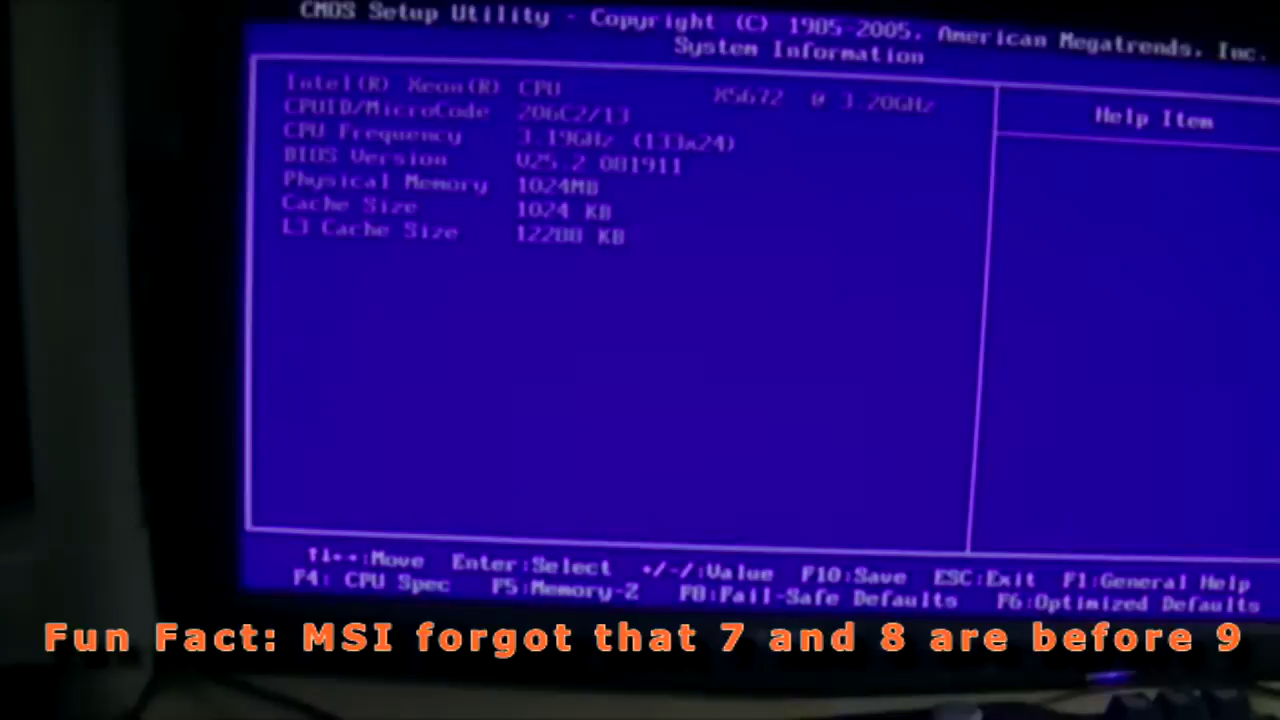 CMOS Setup Utility - Copyright (C) 1985-2005, American Megatrends, Inc.
System Information
Intel(R) Xeon(R) CPU X5672 @ 3.20GHz
Help Item
CPUID/MicroCode 206C2/13
CPU Frequency 3.19GHz (133x24)
BIOS Version V25.2 081911
Physical Memory 1024MB
Cache Size 1024 KB
L3 Cache Size 12288 KB
↑↓←→:Move Enter:Select +/-/:Value F10:Save ESC:Exit F1:General Help
F4: CPU Spec F5:Memory-Z F8:Fail-Safe Defaults F6:Optimized Defaults
Fun Fact: MSI forgot that 7 and 8 are before 9